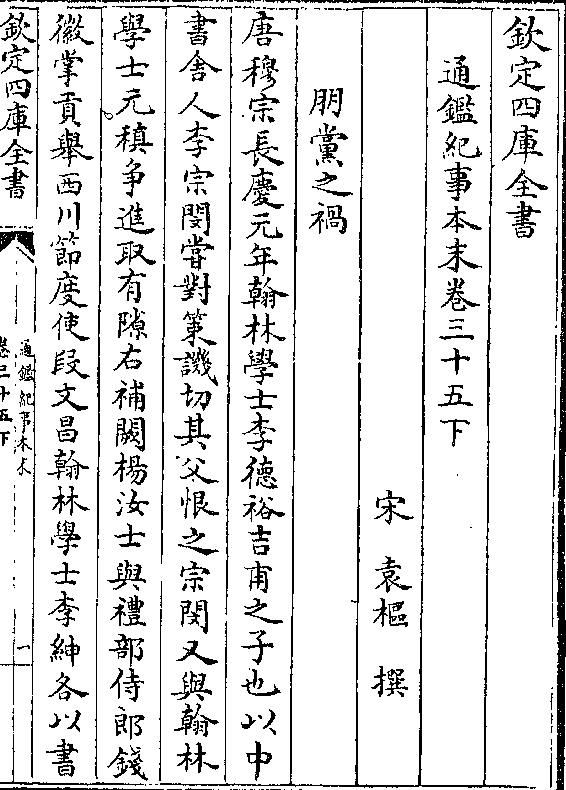 欽定四庫全書
通鑑紀事本末卷三十五下
宋 袁樞 撰
朋黨之禍
唐穆宗長慶元年翰林學士李德裕吉甫之子也以中
書舍人李宗閔嘗對策譏切其父恨之宗閔又與翰林
學士元稹争進取有隙右補闕楊汝士與禮部侍郎錢
徽掌貢舉西川節度使段文昌翰林學士李紳各以書
欽定四庫全書
通鑑紀事本末
卷三十五下
一